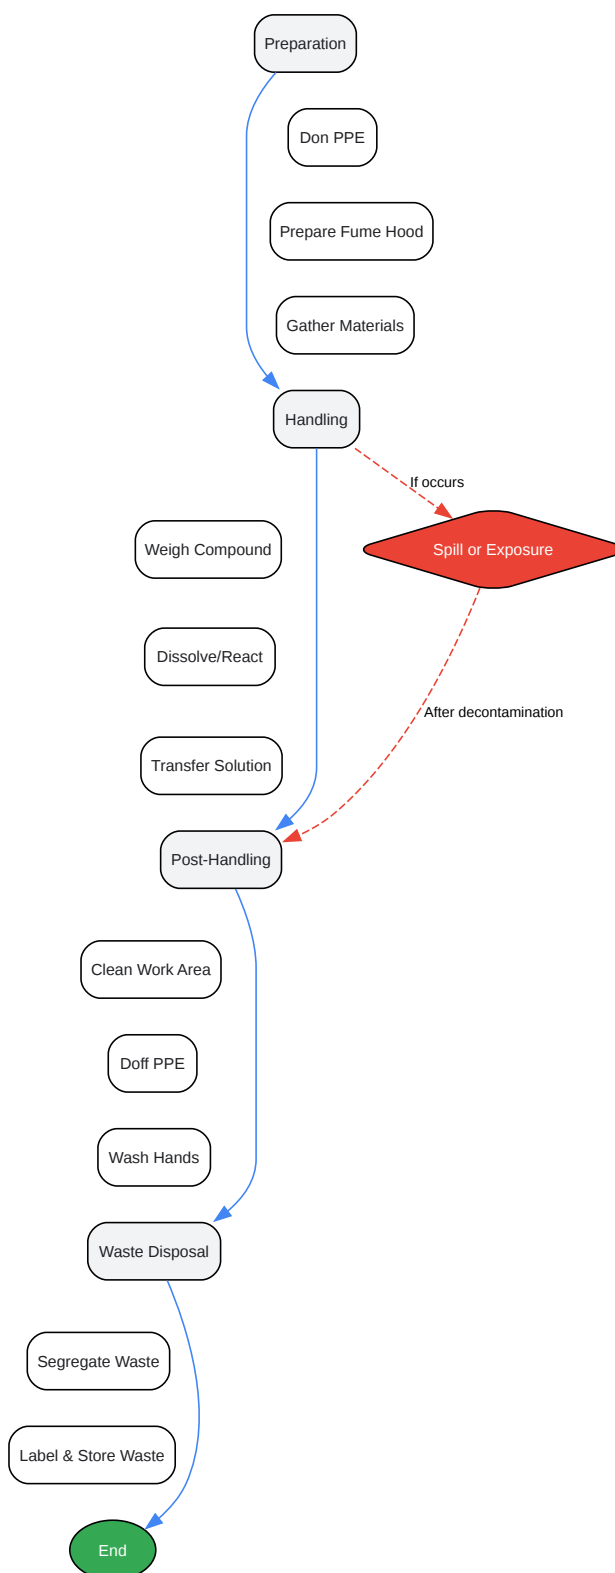 Preparation
Don PPE
Prepare Fume Hood
Gather Materials
Handling
If occurs
Spill or Exposure
Weigh Compound
Dissolve/React
After decontamination
Transfer Solution
Post-Handling
Clean Work Area
Doff PPE
Wash Hands
Waste Disposal
Segregate Waste
Label & Store Waste
End